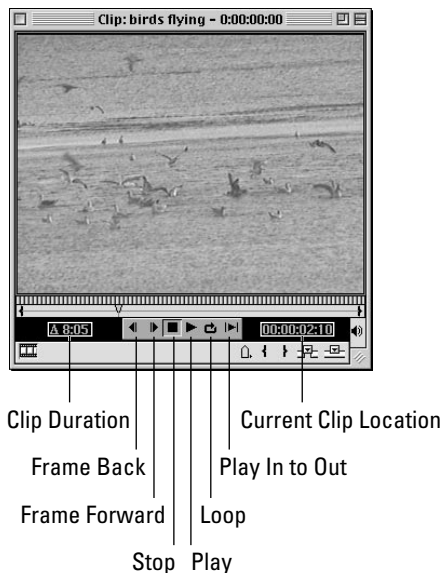 Clip: birds flying - 0:00:00:00
Δ 8:05
00:00:02:10
Clip Duration
Current Clip Location
Frame Back
Play In to Out
Frame Forward
Loop
Stop
Play